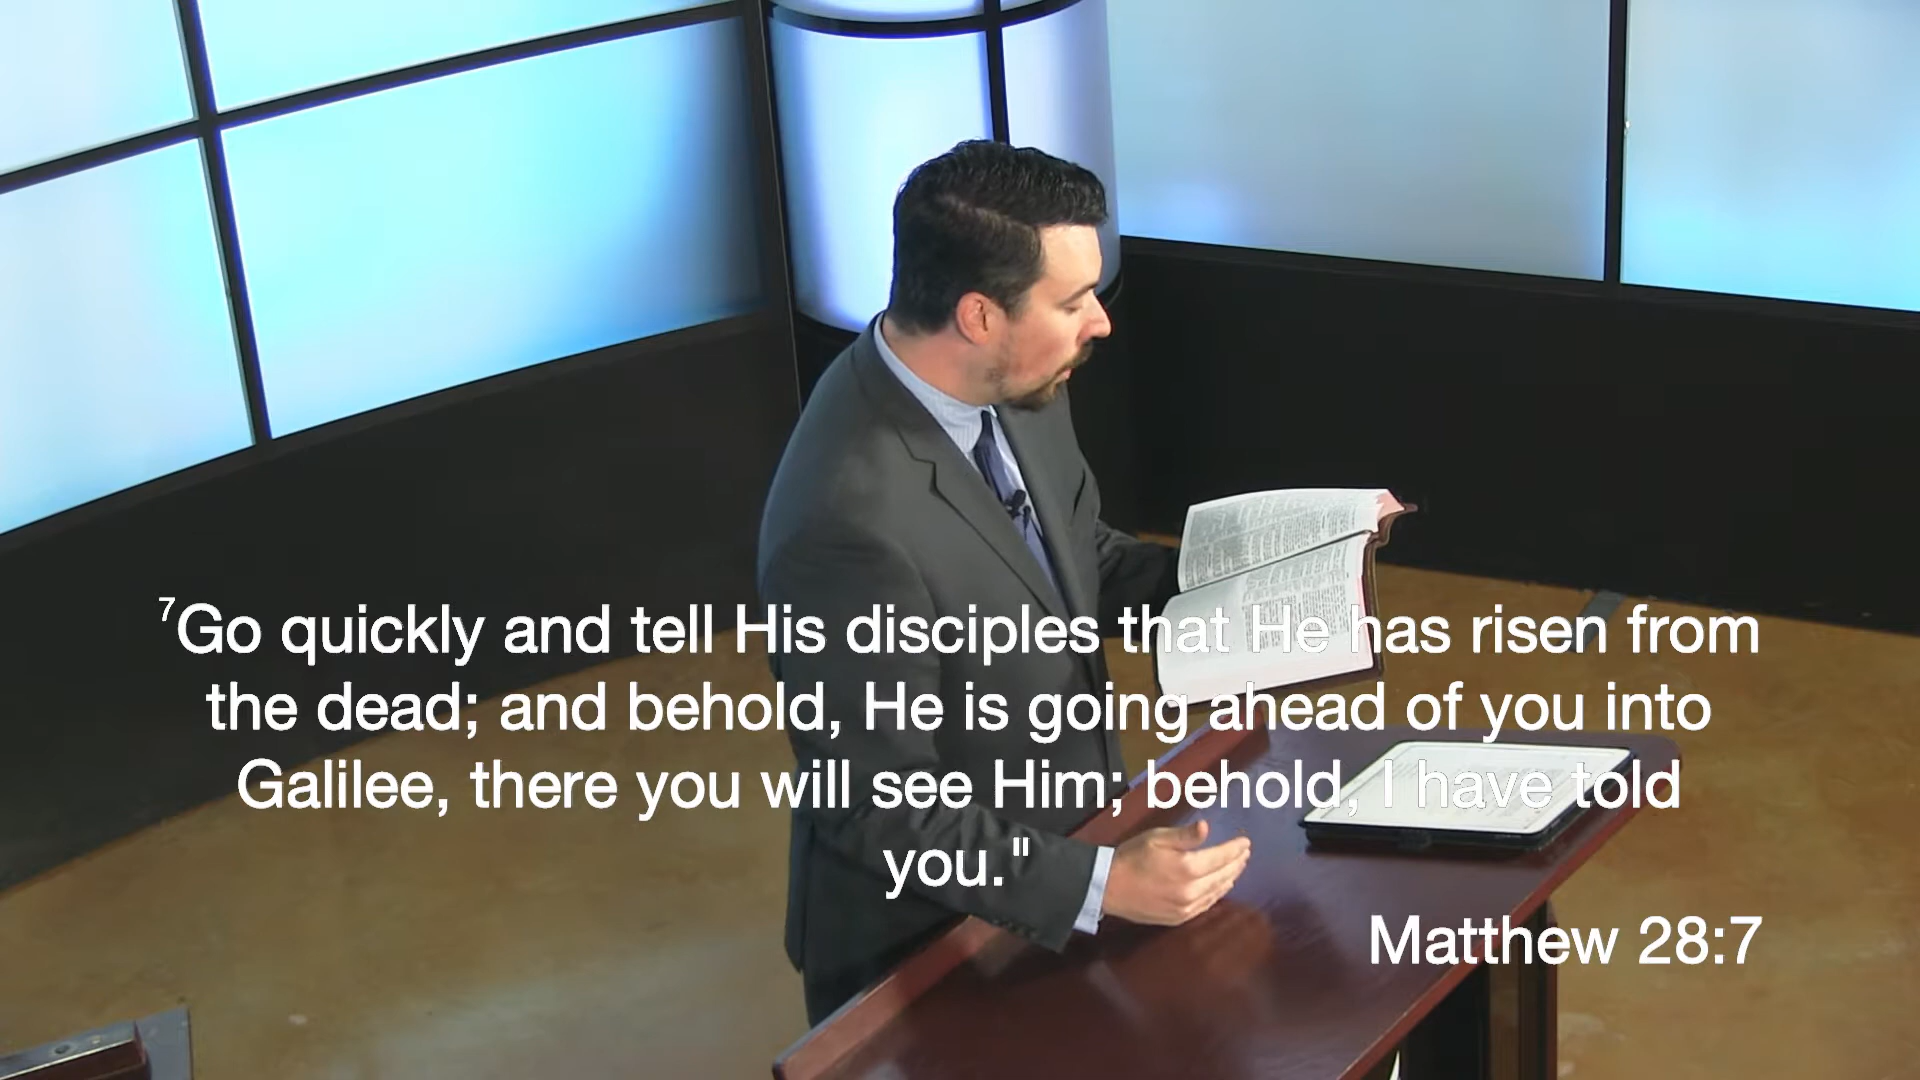 ⁷Go quickly and tell His disciples that He has risen from
the dead; and behold, He is going ahead of you into
Galilee, there you will see Him; behold, I have told
you."
Matthew 28:7